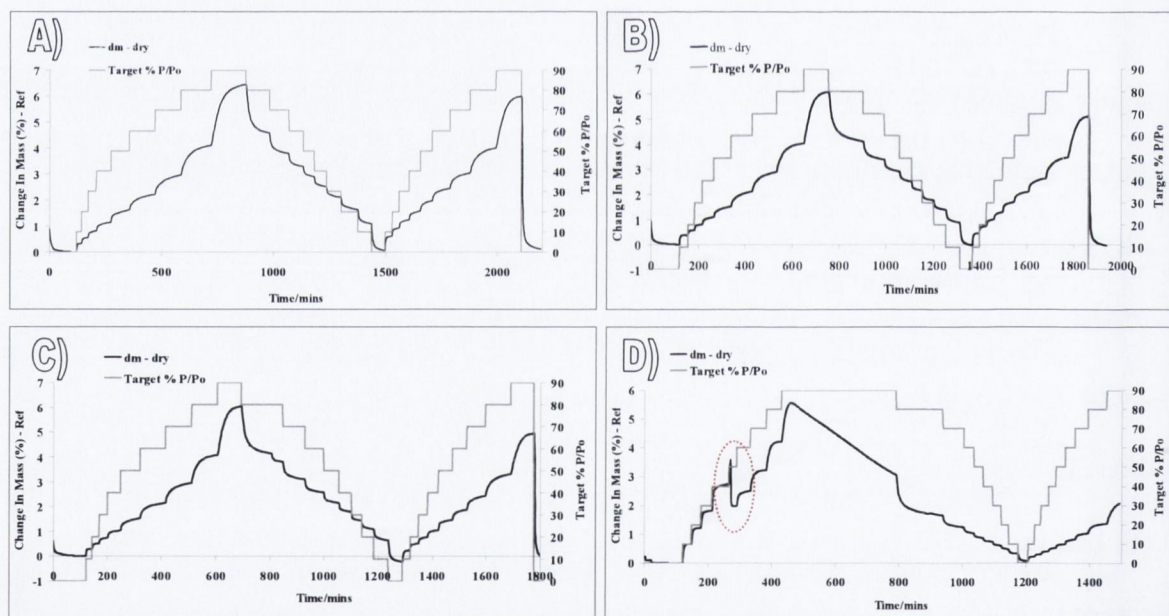 A)
dm - dry
Target % P/Po
Change In Mass (%) - Ref
7
6
5
4
3
2
1
0
90
80
70
60
50
40
30
20
10
0
Target % P/Po
0 500 1000 1500 2000
Time/mins
B)
dm - dry
Target % P/Po
Change In Mass (%) - Ref
7
6
5
4
3
2
1
0
-1
90
80
70
60
50
40
30
20
10
0
Target % P/Po
0 200 400 600 800 1000 1200 1400 1600 1800 2000
Time/mins
C)
dm - dry
Target % P/Po
Change In Mass (%) - Ref
7
6
5
4
3
2
1
0
-1
90
80
70
60
50
40
30
20
10
0
Target % P/Po
0 200 400 600 800 1000 1200 1400 1600 1800
Time/mins
D)
dm - dry
Target % P/Po
Change In Mass (%) - Ref
6
5
4
3
2
1
0
90
80
70
60
50
40
30
20
10
0
Target % P/Po
0 200 400 600 800 1000 1200 1400
Time/mins